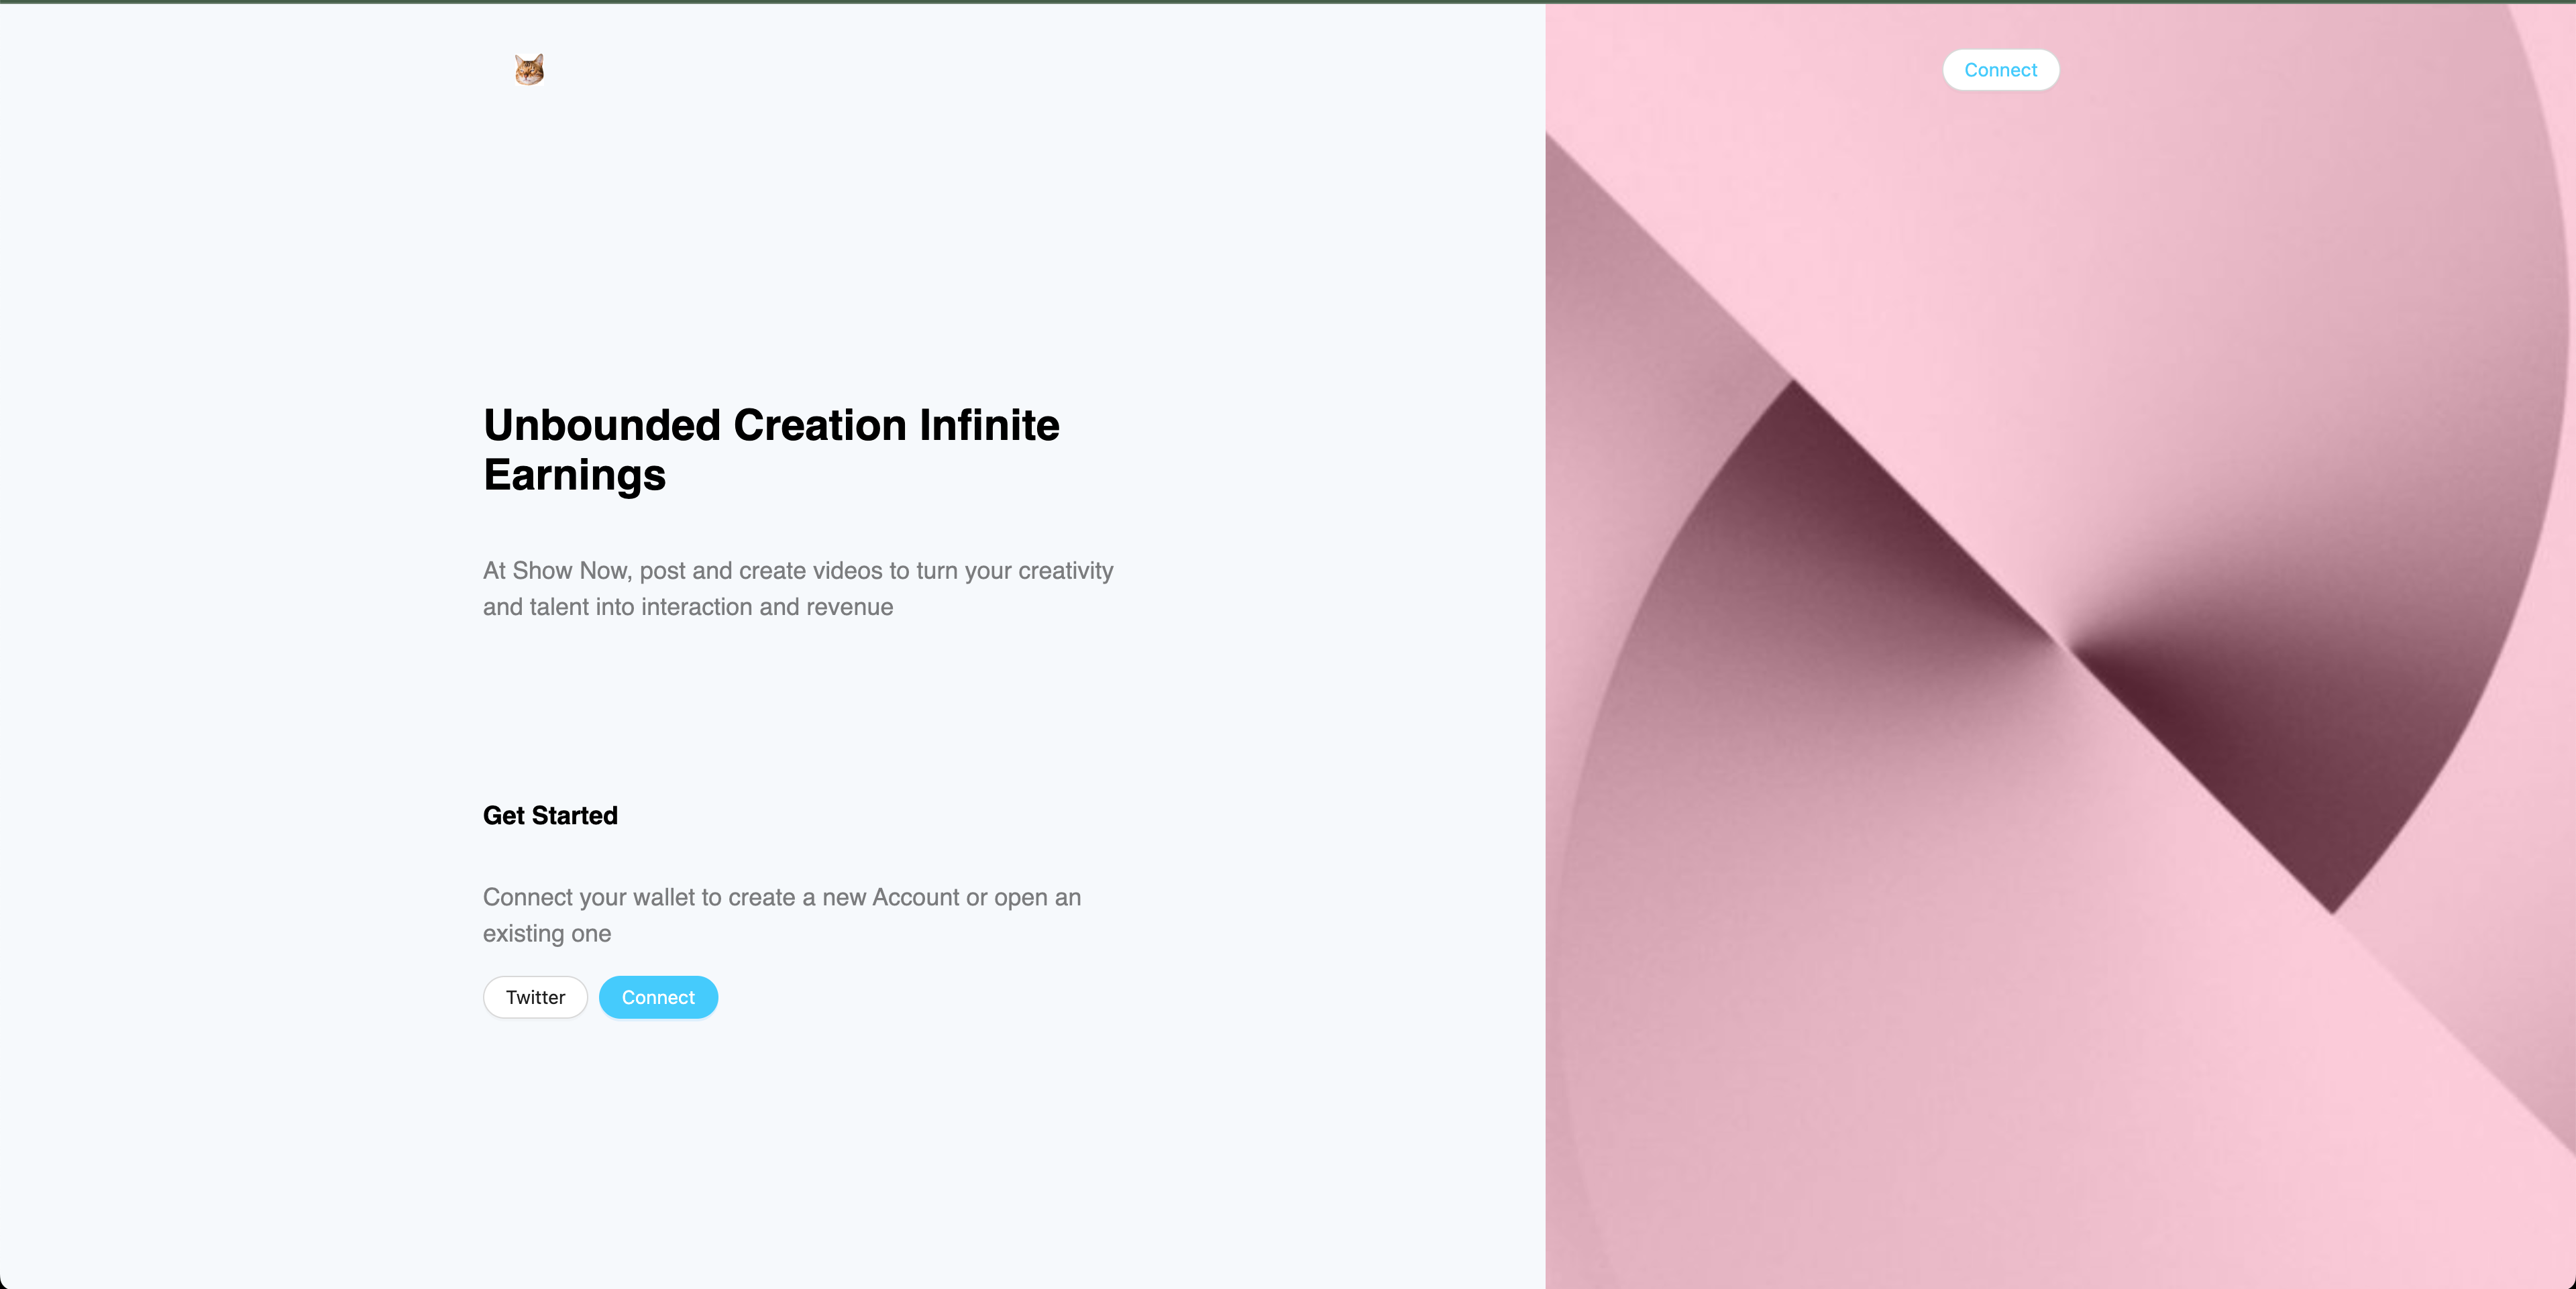 Connect
Unbounded Creation Infinite
Earnings
At Show Now, post and create videos to turn your creativity
and talent into interaction and revenue
Get Started
Connect your wallet to create a new Account or open an
existing one
Twitter
Connect